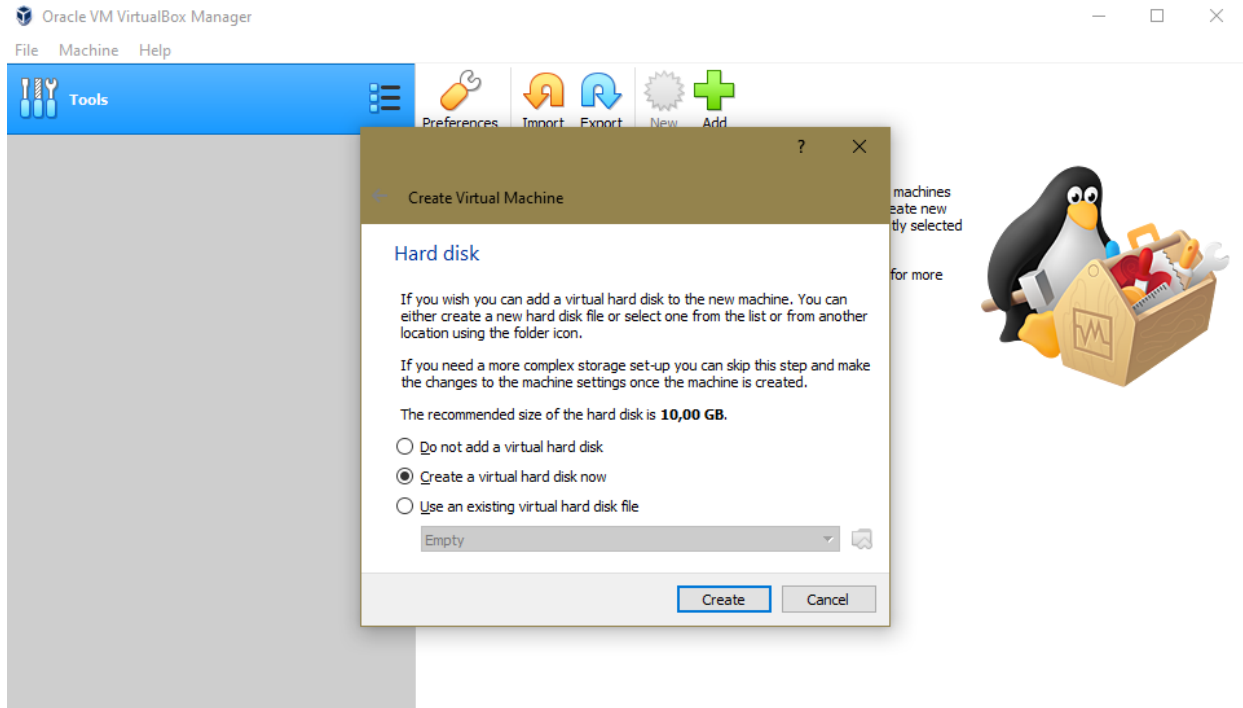 Oracle VM VirtualBox Manager
File Machine Help
Tools
Preferences Import Export New Add
machines
eate new
tly selected
for more
? 
Create Virtual Machine
Hard disk
If you wish you can add a virtual hard disk to the new machine. You can
either create a new hard disk file or select one from the list or from another
location using the folder icon.
If you need a more complex storage set-up you can skip this step and make
the changes to the machine settings once the machine is created.
The recommended size of the hard disk is 10,00 GB.
Do not add a virtual hard disk
Create a virtual hard disk now
Use an existing virtual hard disk file
Empty
Create Cancel